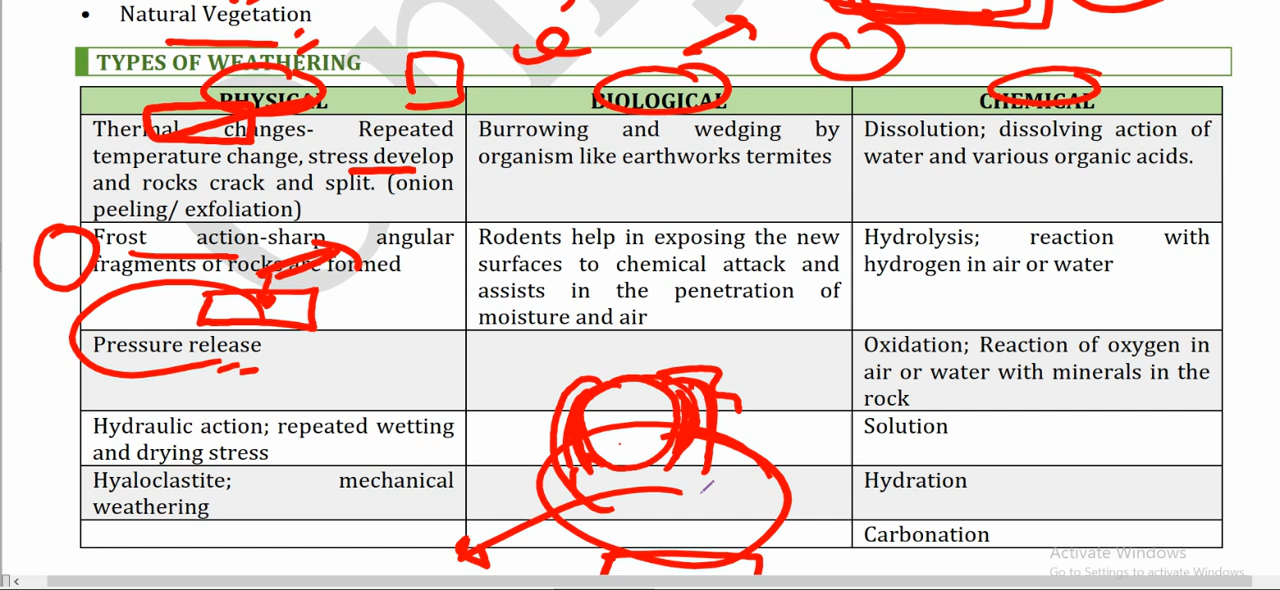 • Natural Vegetation
TYPES OF WEATHERING
PHYSICAL BIOLOGICAL CHEMICAL
Thermal changes- Repeated
temperature change, stress develop
and rocks crack and split. (onion
peeling/ exfoliation)
Burrowing and wedging by
organism like earthworks termites
Dissolution; dissolving action of
water and various organic acids.
Frost action-sharp angular
fragments of rocks are formed
Rodents help in exposing the new
surfaces to chemical attack and
assists in the penetration of
moisture and air
Hydrolysis; reaction with
hydrogen in air or water
Pressure release
Oxidation; Reaction of oxygen in
air or water with minerals in the
rock
Hydraulic action; repeated wetting
and drying stress
Solution
Hyaloclastite; mechanical
weathering
Hydration
Carbonation
Activate Windows
Go to Settings to activate Windows.